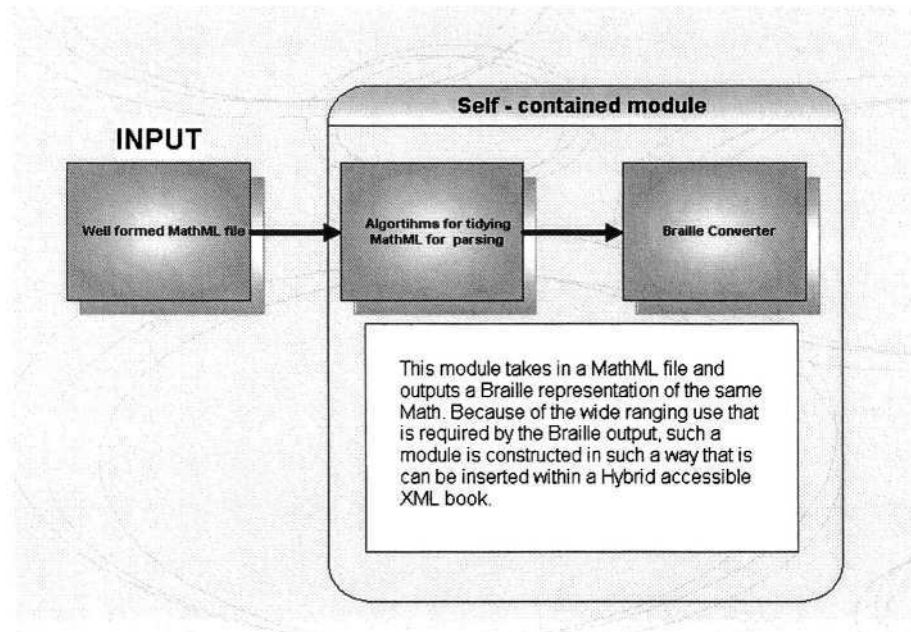 Self - contained module
INPUT
Well formed MathML file
Algortihms for tidying
MathML for parsing
Braille Converter
This module takes in a MathML file and
outputs a Braille representation of the same
Math. Because of the wide ranging use that
is required by the Braille output, such a
module is constructed in such a way that is
can be inserted within a Hybrid accessible
XML book.